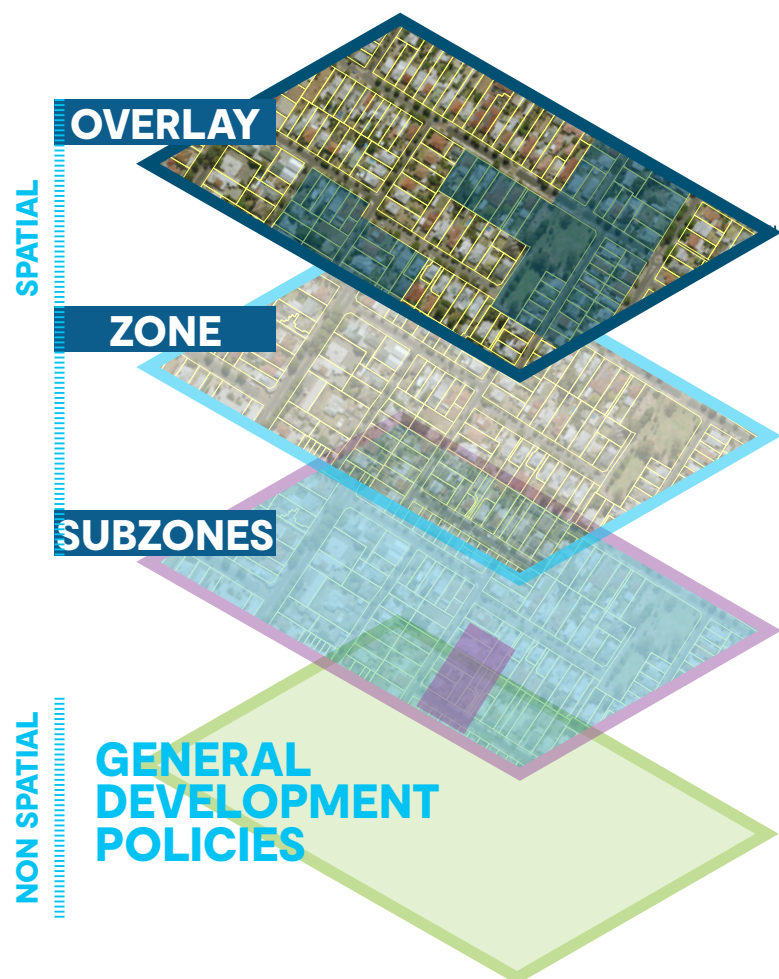 OVERLAY
SPATIAL
ZONE
SUBZONES
NON SPATIAL
GENERAL
DEVELOPMENT
POLICIES